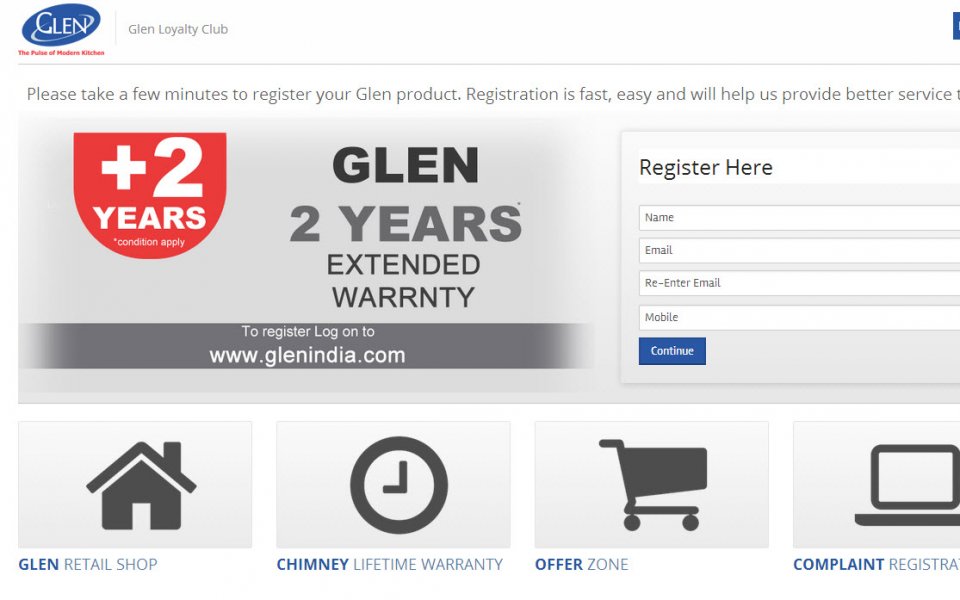 GLEN
The Pulse of Modern Kitchen
Glen Loyalty Club
Please take a few minutes to register your Glen product. Registration is fast, easy and will help us provide better service
+2
YEARS
*condition apply
GLEN
2 YEARS*
EXTENDED
WARRNTY
To register Log on to
www.glenindia.com
Register Here
Name
Email
Re-Enter Email
Mobile
Continue
GLEN RETAIL SHOP
CHIMNEY LIFETIME WARRANTY
OFFER ZONE
COMPLAINT REGISTRA